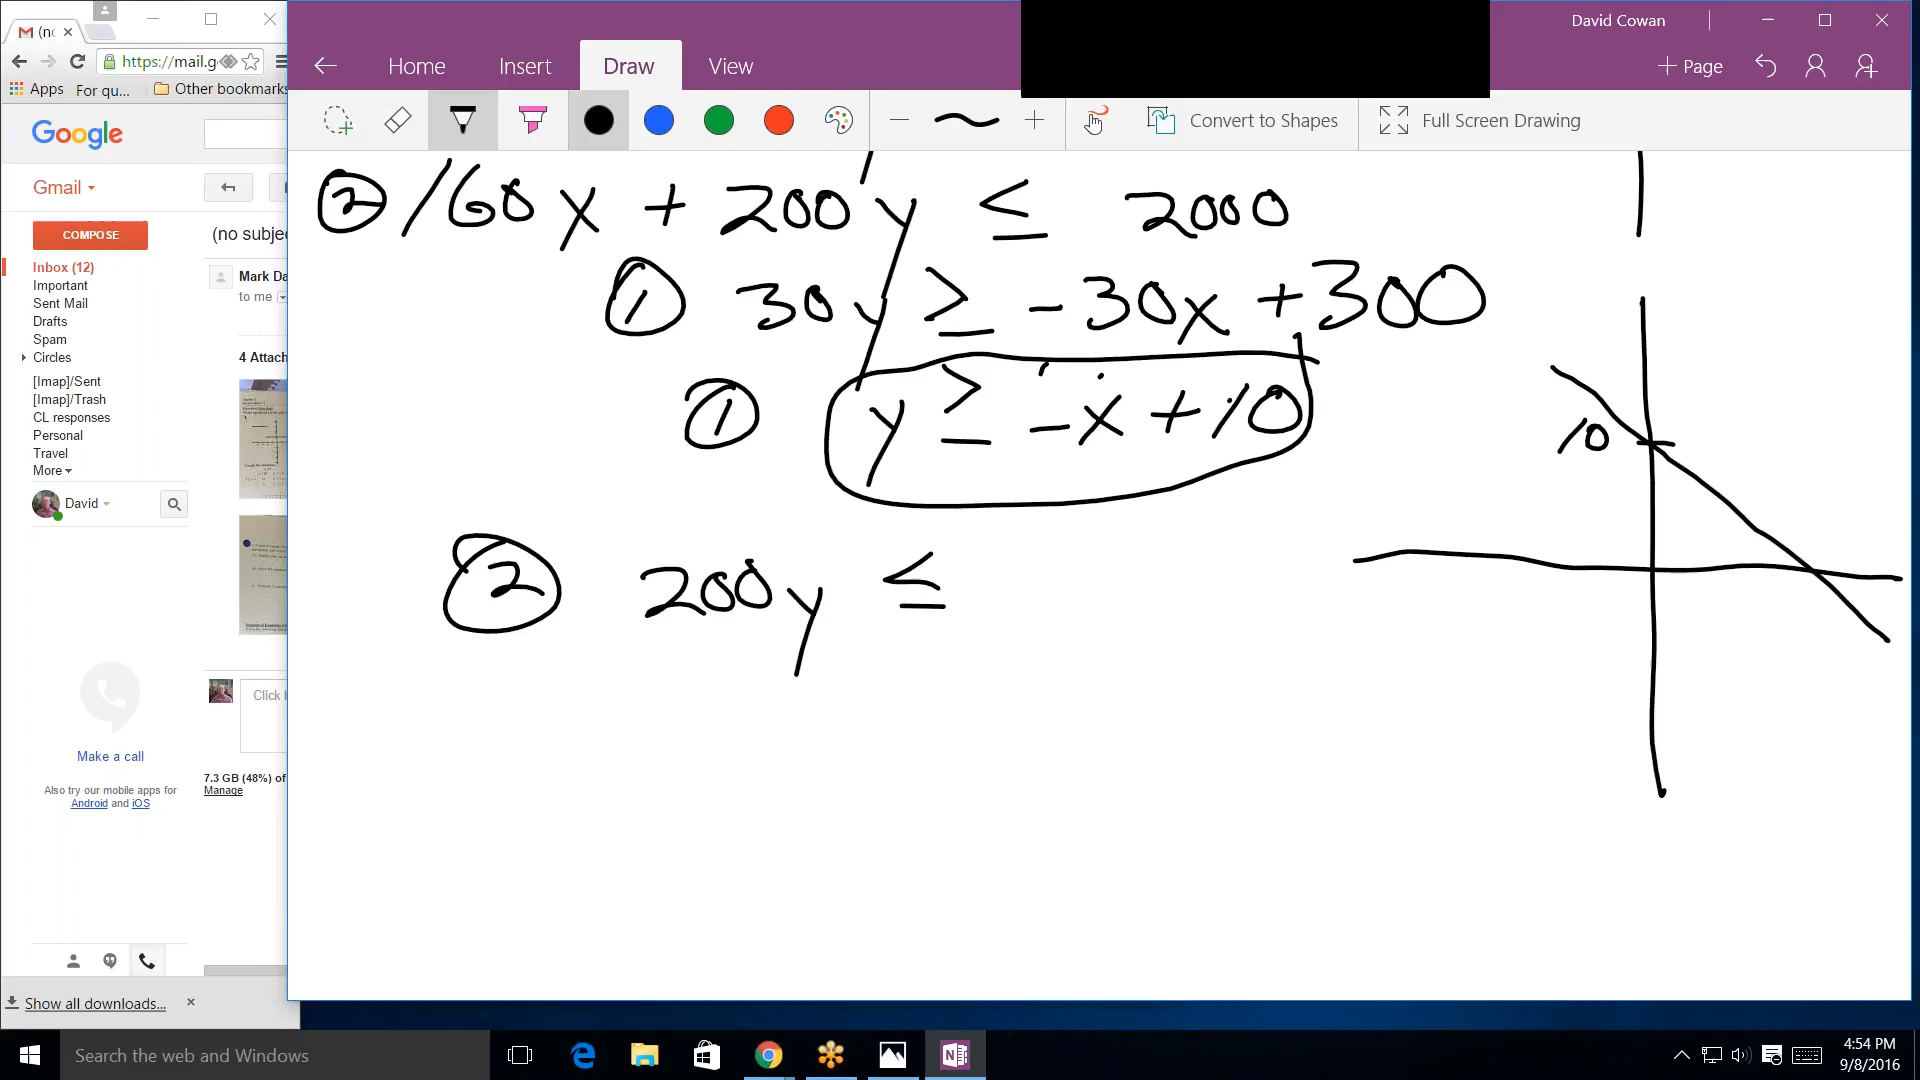 (no
https://mail.g
Apps
For qu...
Other bookmarks
Google
Gmail
COMPOSE
Inbox (12)
Important
Sent Mail
Drafts
Spam
Circles
[Imap]/Sent
[Imap]/Trash
CL responses
Personal
Travel
More
David
Make a call
Also try our mobile apps for
Android and iOS
(no subje
Mark Da
to me
4 Attach
Click
7.3 GB (48%) of
Manage
Show all downloads...
David Cowan
Home
Insert
Draw
View
Page
Convert to Shapes
Full Screen Drawing
② 160x + 200y ≤ 2000
① 30y ≥ -30x + 300
① y ≥ -x + 10
10
② 200y ≤
Search the web and Windows
4:54 PM
9/8/2016